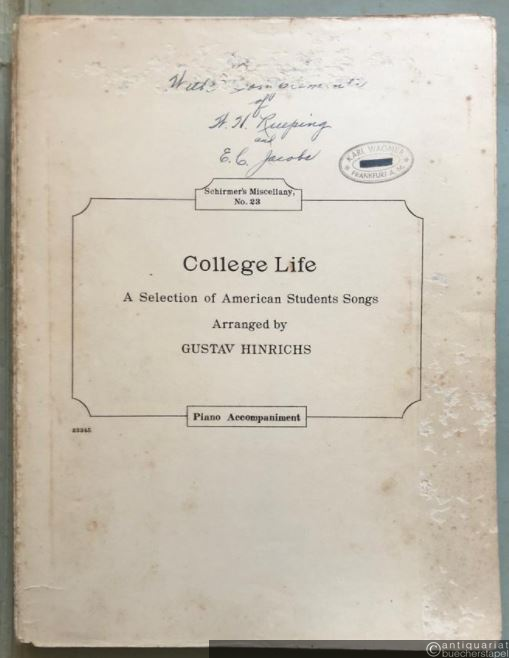 With Compliments
of
W. H. Rueping
and
E. C. Jacobs
KARL WAGNER
FRANKFURT A. M.
Schirmer's Miscellany,
No. 23
College Life
A Selection of American Students Songs
Arranged by
GUSTAV HINRICHS
Piano Accompaniment
23345
©antiquariat
buecherstapel